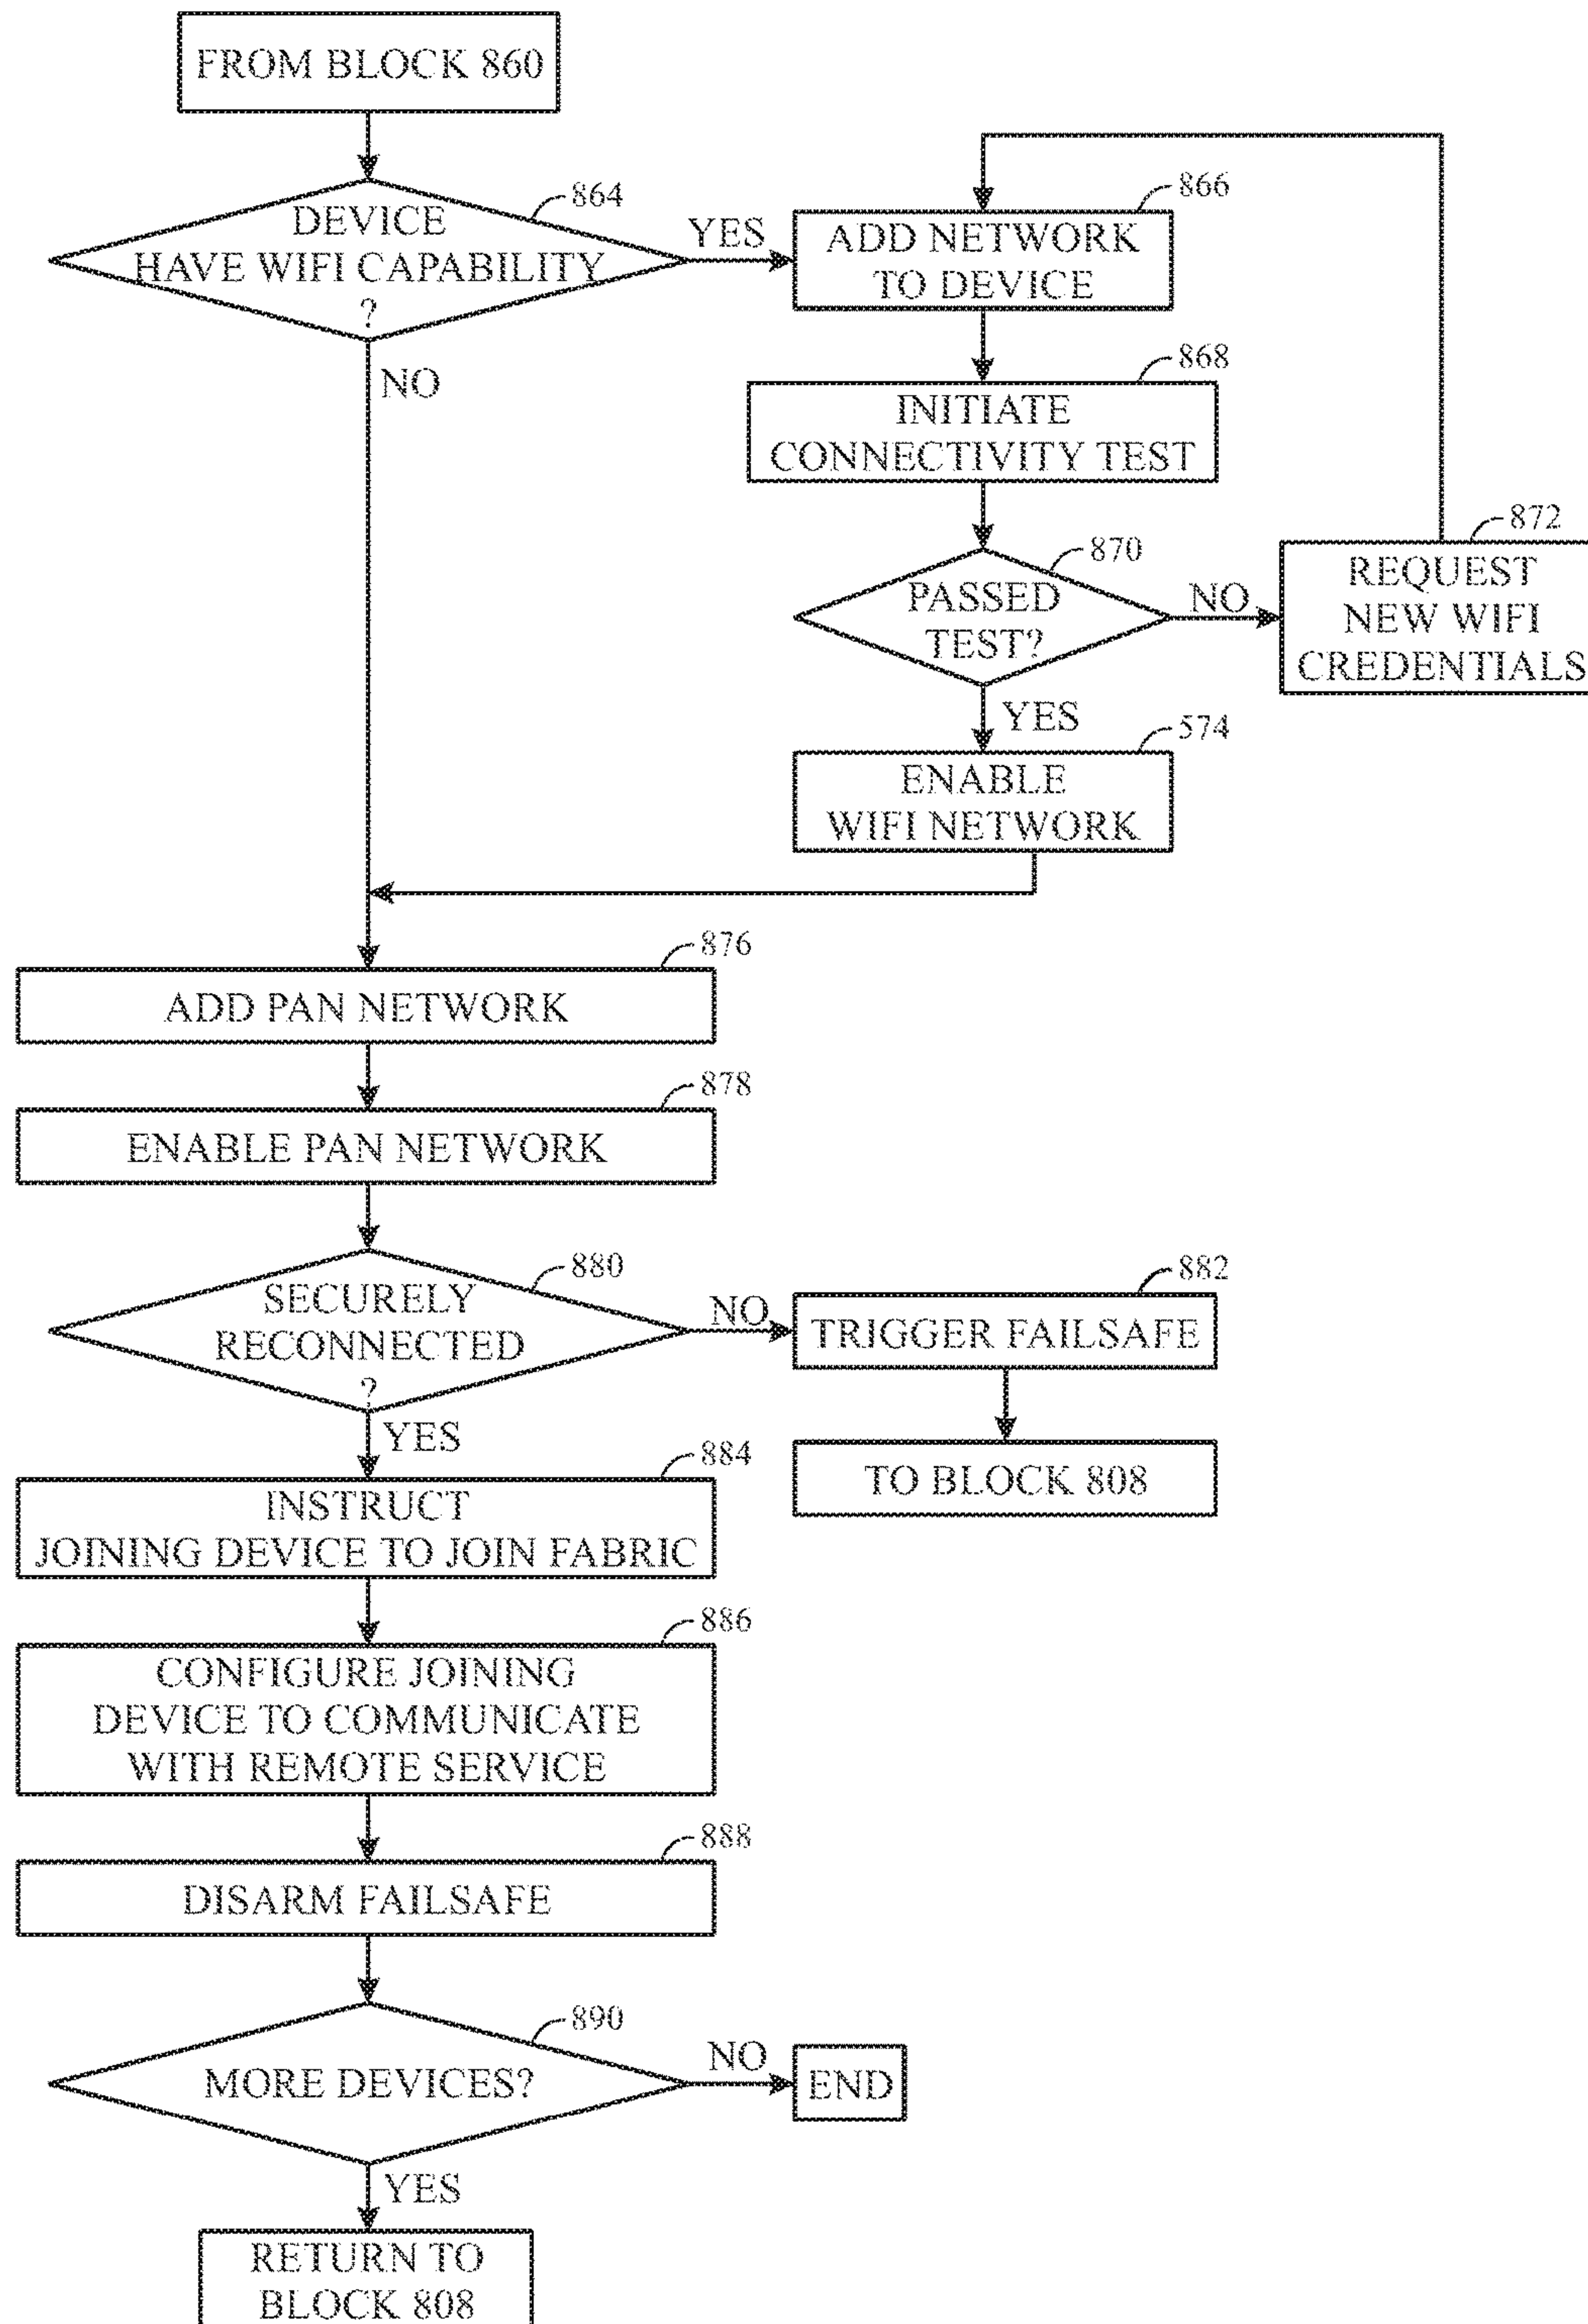 FROM BLOCK 860
864
DEVICE
HAVE WIFI CAPABILITY
?
YES
NO
866
ADD NETWORK
TO DEVICE
868
INITIATE
CONNECTIVITY TEST
870
PASSED
TEST?
NO
YES
872
REQUEST
NEW WIFI
CREDENTIALS
574
ENABLE
WIFI NETWORK
876
ADD PAN NETWORK
878
ENABLE PAN NETWORK
880
SECURELY
RECONNECTED
?
NO
YES
882
TRIGGER FAILSAFE
TO BLOCK 808
884
INSTRUCT
JOINING DEVICE TO JOIN FABRIC
886
CONFIGURE JOINING
DEVICE TO COMMUNICATE
WITH REMOTE SERVICE
888
DISARM FAILSAFE
890
MORE DEVICES?
NO
END
YES
RETURN TO
BLOCK 808